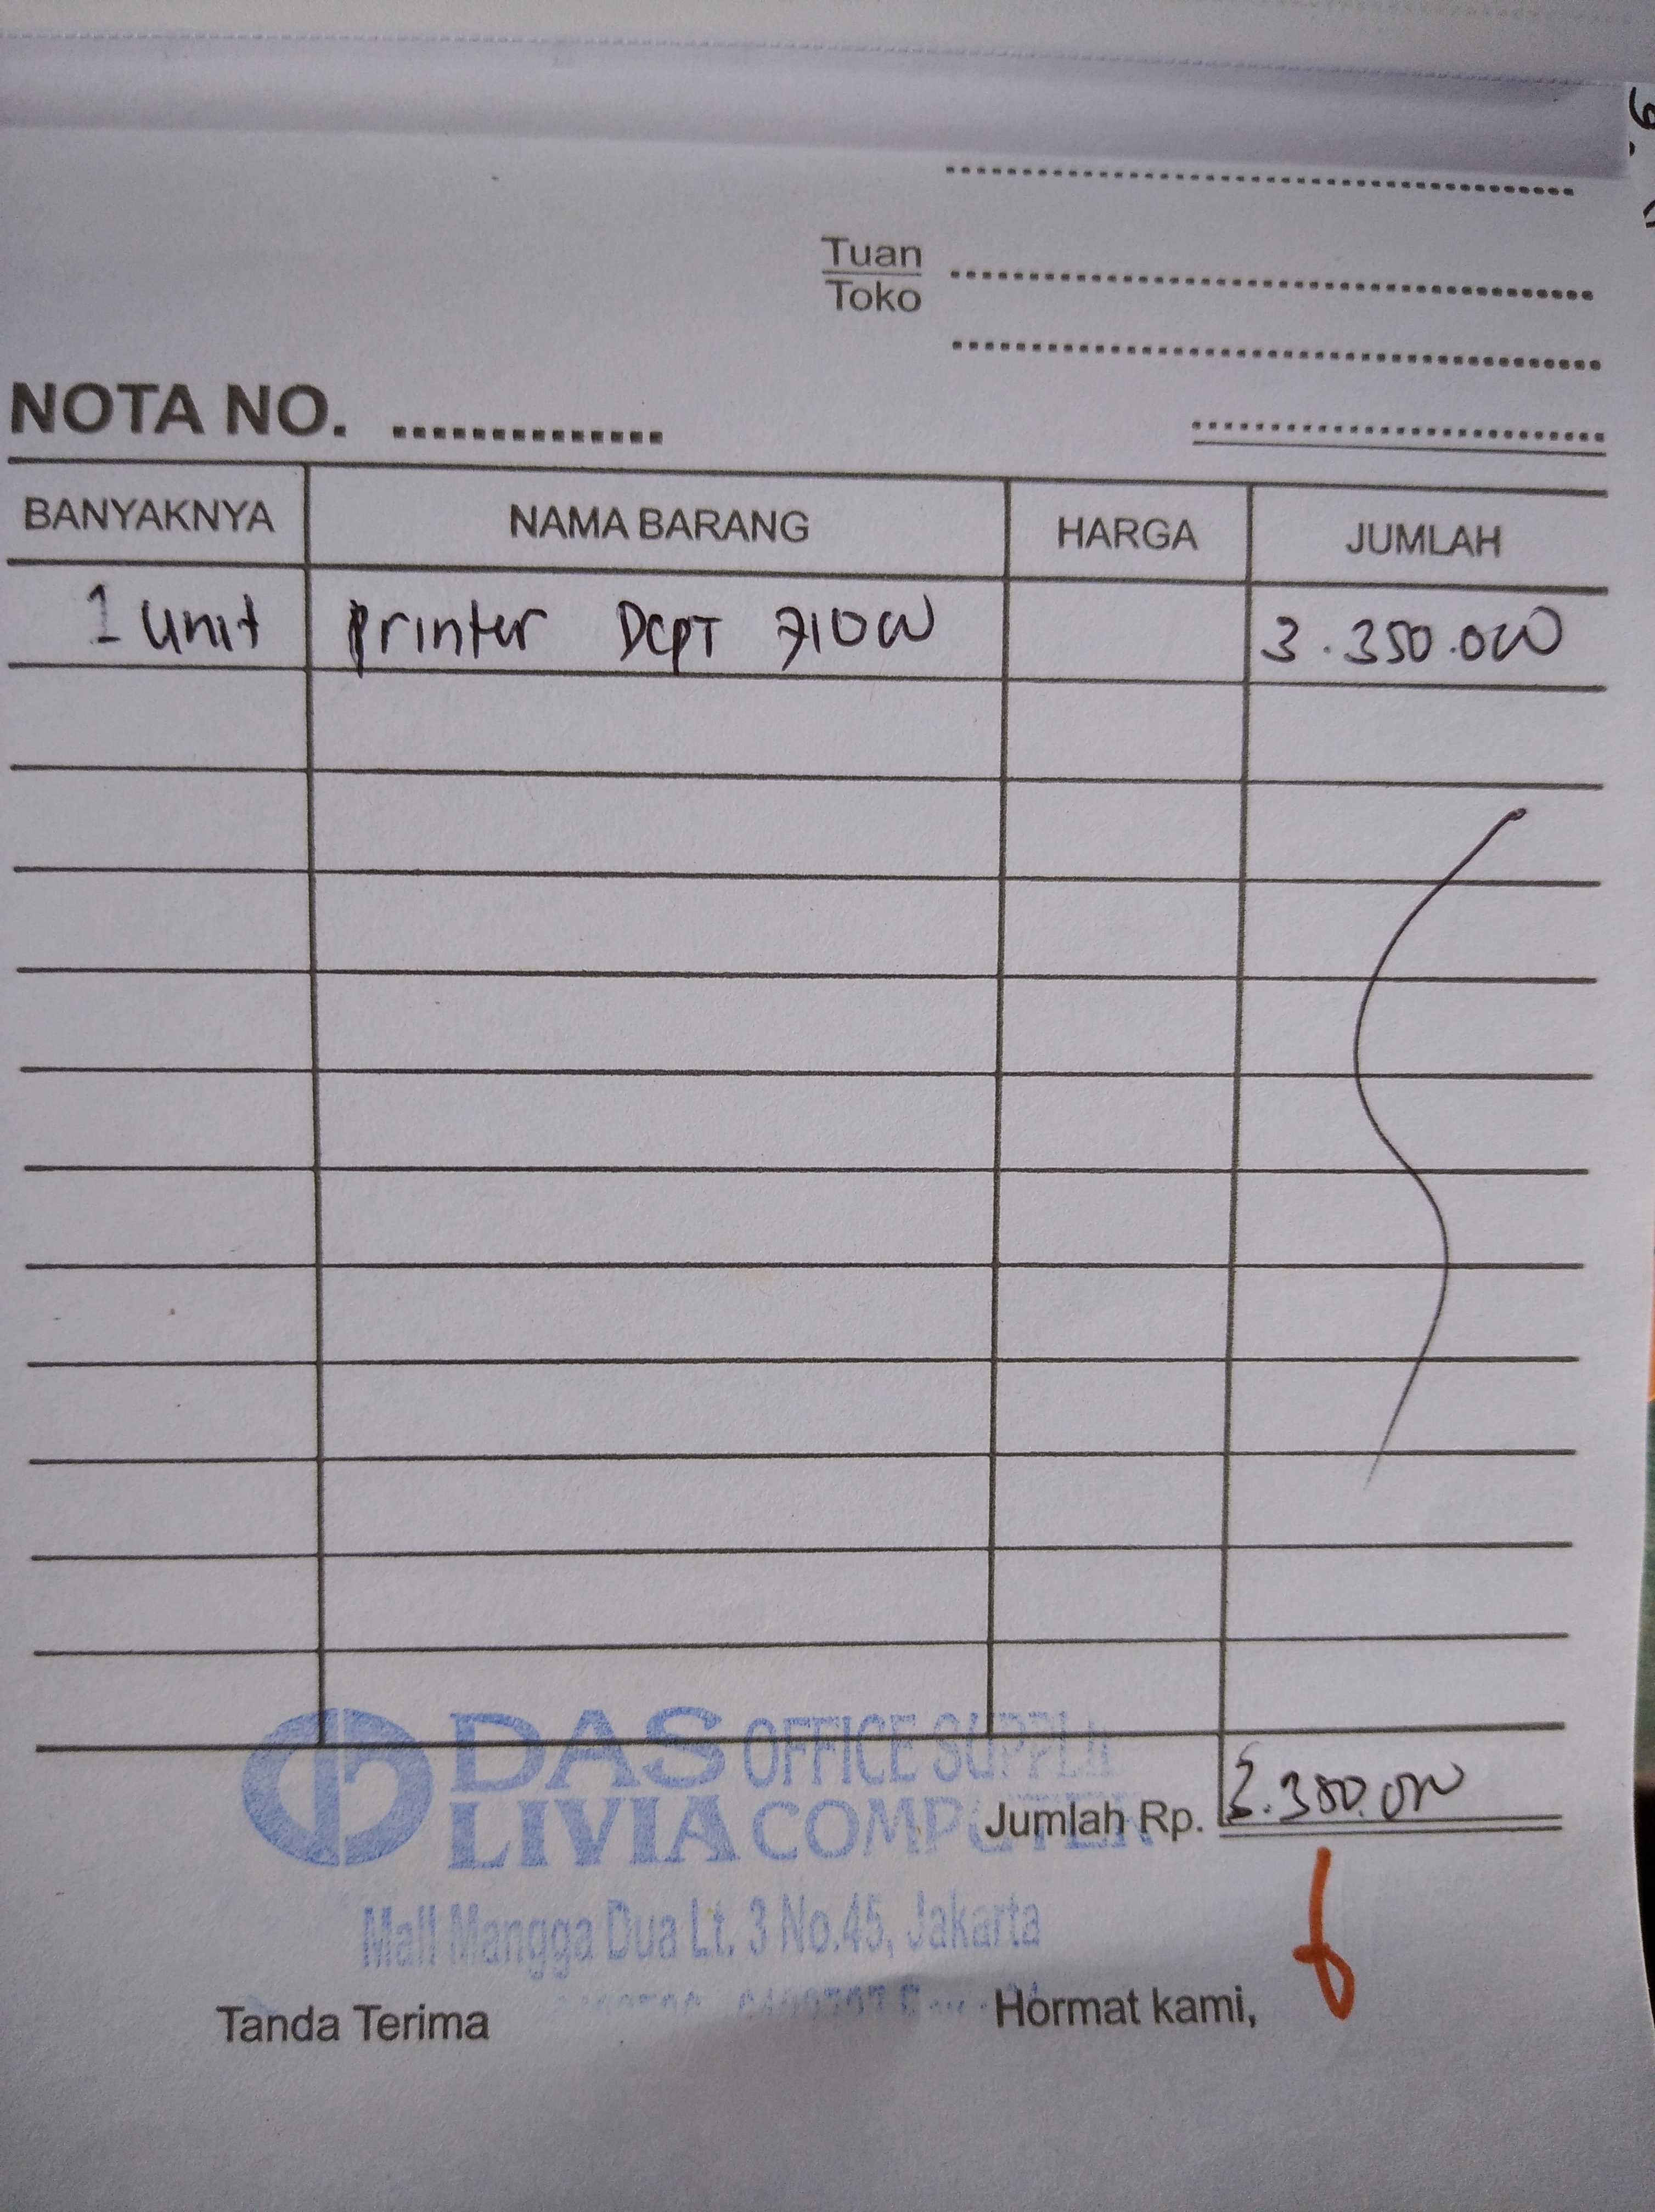 Tuan
Toko
NOTA NO. ..............
BANYAKNYA NAMA BARANG HARGA JUMLAH
1 unit printer DCPT 710W 3.350.000
DAS OFFICE SUPPLI
LIVIA COMPUTER
Jumlah Rp. 3.350.000
Mall Mangga Dua Lt. 3 No.45, Jakarta
Tanda Terima Hormat kami,